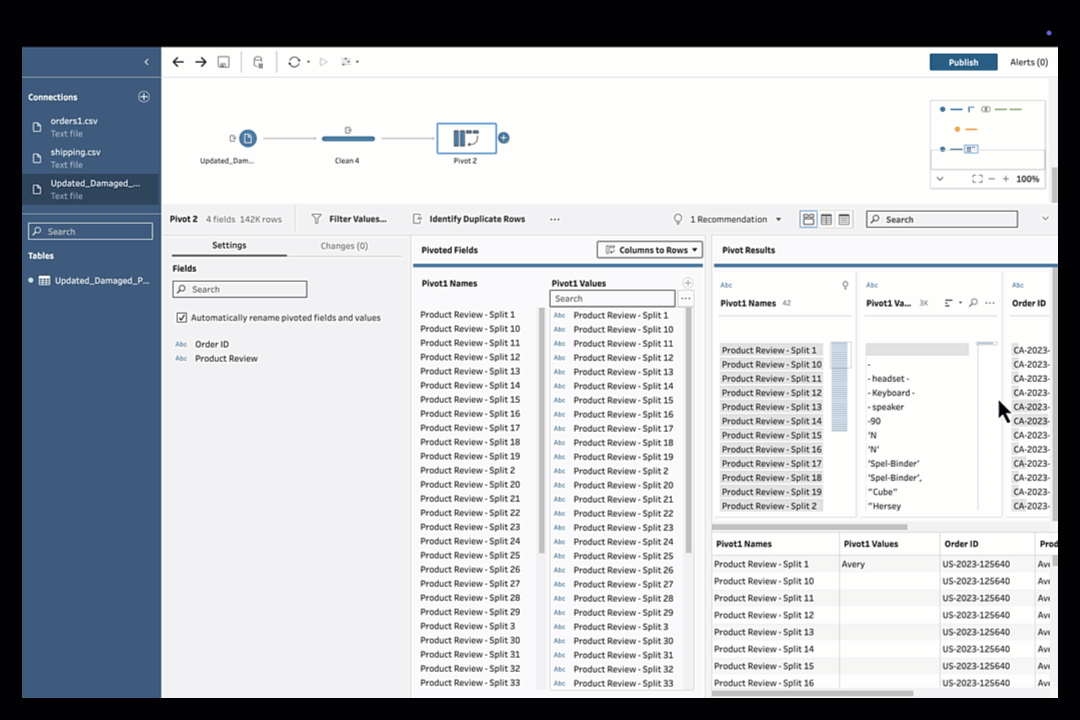 Publish
Alerts (0)
Connections
orders1.csv
Text file
shipping.csv
Text file
Updated_Damaged_...
Text file
Search
Tables
Updated_Damaged_P...
Updated_Dam...
Clean 4
Pivot 2
100%
Pivot 2 4 fields 142K rows
Filter Values...
Identify Duplicate Rows
1 Recommendation
Search
Settings
Changes (0)
Fields
Search
Automatically rename pivoted fields and values
Abc Order ID
Abc Product Review
Pivoted Fields
Columns to Rows
Pivot1 Names
Product Review - Split 1
Product Review - Split 10
Product Review - Split 11
Product Review - Split 12
Product Review - Split 13
Product Review - Split 14
Product Review - Split 15
Product Review - Split 16
Product Review - Split 17
Product Review - Split 18
Product Review - Split 19
Product Review - Split 2
Product Review - Split 20
Product Review - Split 21
Product Review - Split 22
Product Review - Split 23
Product Review - Split 24
Product Review - Split 25
Product Review - Split 26
Product Review - Split 27
Product Review - Split 28
Product Review - Split 29
Product Review - Split 3
Product Review - Split 30
Product Review - Split 31
Product Review - Split 32
Product Review - Split 33
Pivot1 Values
Search
Abc Product Review - Split 1
Abc Product Review - Split 10
Abc Product Review - Split 11
Abc Product Review - Split 12
Abc Product Review - Split 13
Abc Product Review - Split 14
Abc Product Review - Split 15
Abc Product Review - Split 16
Abc Product Review - Split 17
Abc Product Review - Split 18
Abc Product Review - Split 19
Abc Product Review - Split 2
Abc Product Review - Split 20
Abc Product Review - Split 21
Abc Product Review - Split 22
Abc Product Review - Split 23
Abc Product Review - Split 24
Abc Product Review - Split 25
Abc Product Review - Split 26
Abc Product Review - Split 27
Abc Product Review - Split 28
Abc Product Review - Split 29
Abc Product Review - Split 3
Abc Product Review - Split 30
Abc Product Review - Split 31
Abc Product Review - Split 32
Abc Product Review - Split 33
Pivot Results
Abc
Pivot1 Names 42
Product Review - Split 1
Product Review - Split 10
Product Review - Split 11
Product Review - Split 12
Product Review - Split 13
Product Review - Split 14
Product Review - Split 15
Product Review - Split 16
Product Review - Split 17
Product Review - Split 18
Product Review - Split 19
Product Review - Split 2
Abc
Pivot1 Va... 3K
-
- headset -
- Keyboard -
- speaker
-90
'N
'N'
'Spel-Binder'
'Spel-Binder',
"Cube"
"Hersey
Abc
Order ID
CA-2023-
CA-2023-
CA-2023-
CA-2023-
CA-2023-
CA-2023-
CA-2023-
CA-2023-
CA-2023-
CA-2023-
CA-2023-
CA-2023-
Pivot1 Names Pivot1 Values Order ID Prod
Product Review - Split 1 Avery US-2023-125640 Ave
Product Review - Split 10 US-2023-125640 Ave
Product Review - Split 11 US-2023-125640 Ave
Product Review - Split 12 US-2023-125640 Ave
Product Review - Split 13 US-2023-125640 Ave
Product Review - Split 14 US-2023-125640 Ave
Product Review - Split 15 US-2023-125640 Ave
Product Review - Split 16 US-2023-125640 Ave